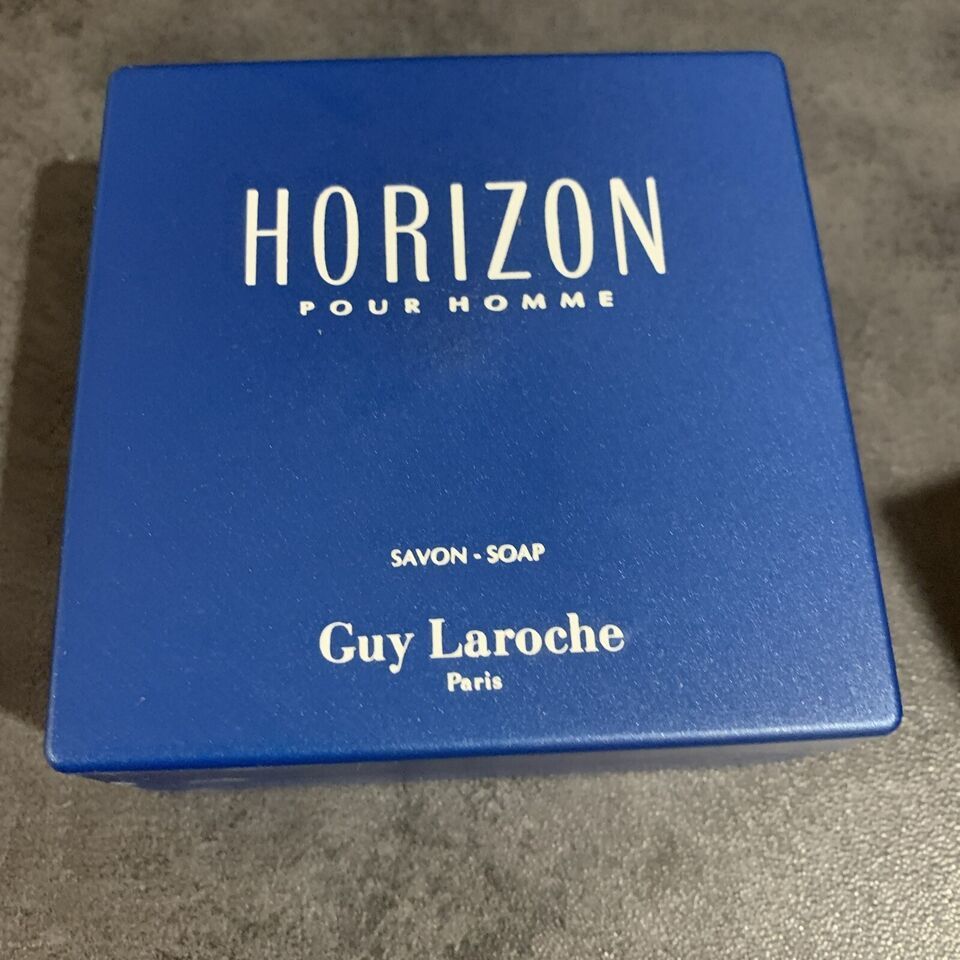 HORIZON
POUR HOMME
SAVON - SOAP
Guy Laroche
Paris